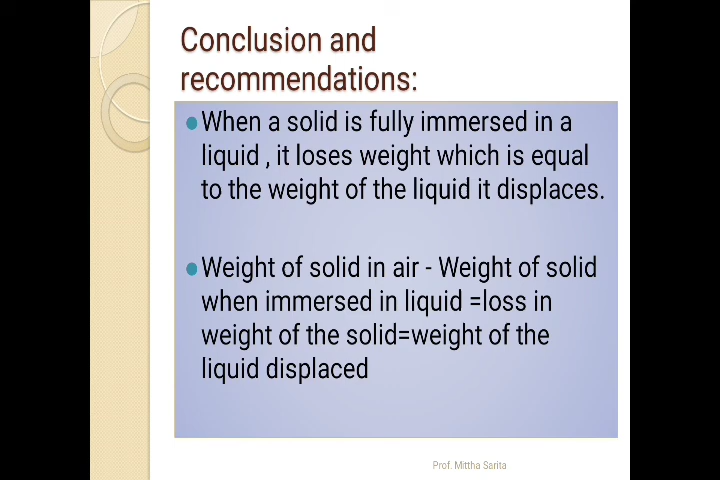 Conclusion and
recommendations:
When a solid is fully immersed in a
liquid , it loses weight which is equal
to the weight of the liquid it displaces.
Weight of solid in air - Weight of solid
when immersed in liquid =loss in
weight of the solid=weight of the
liquid displaced
Prof. Mittha Sarita